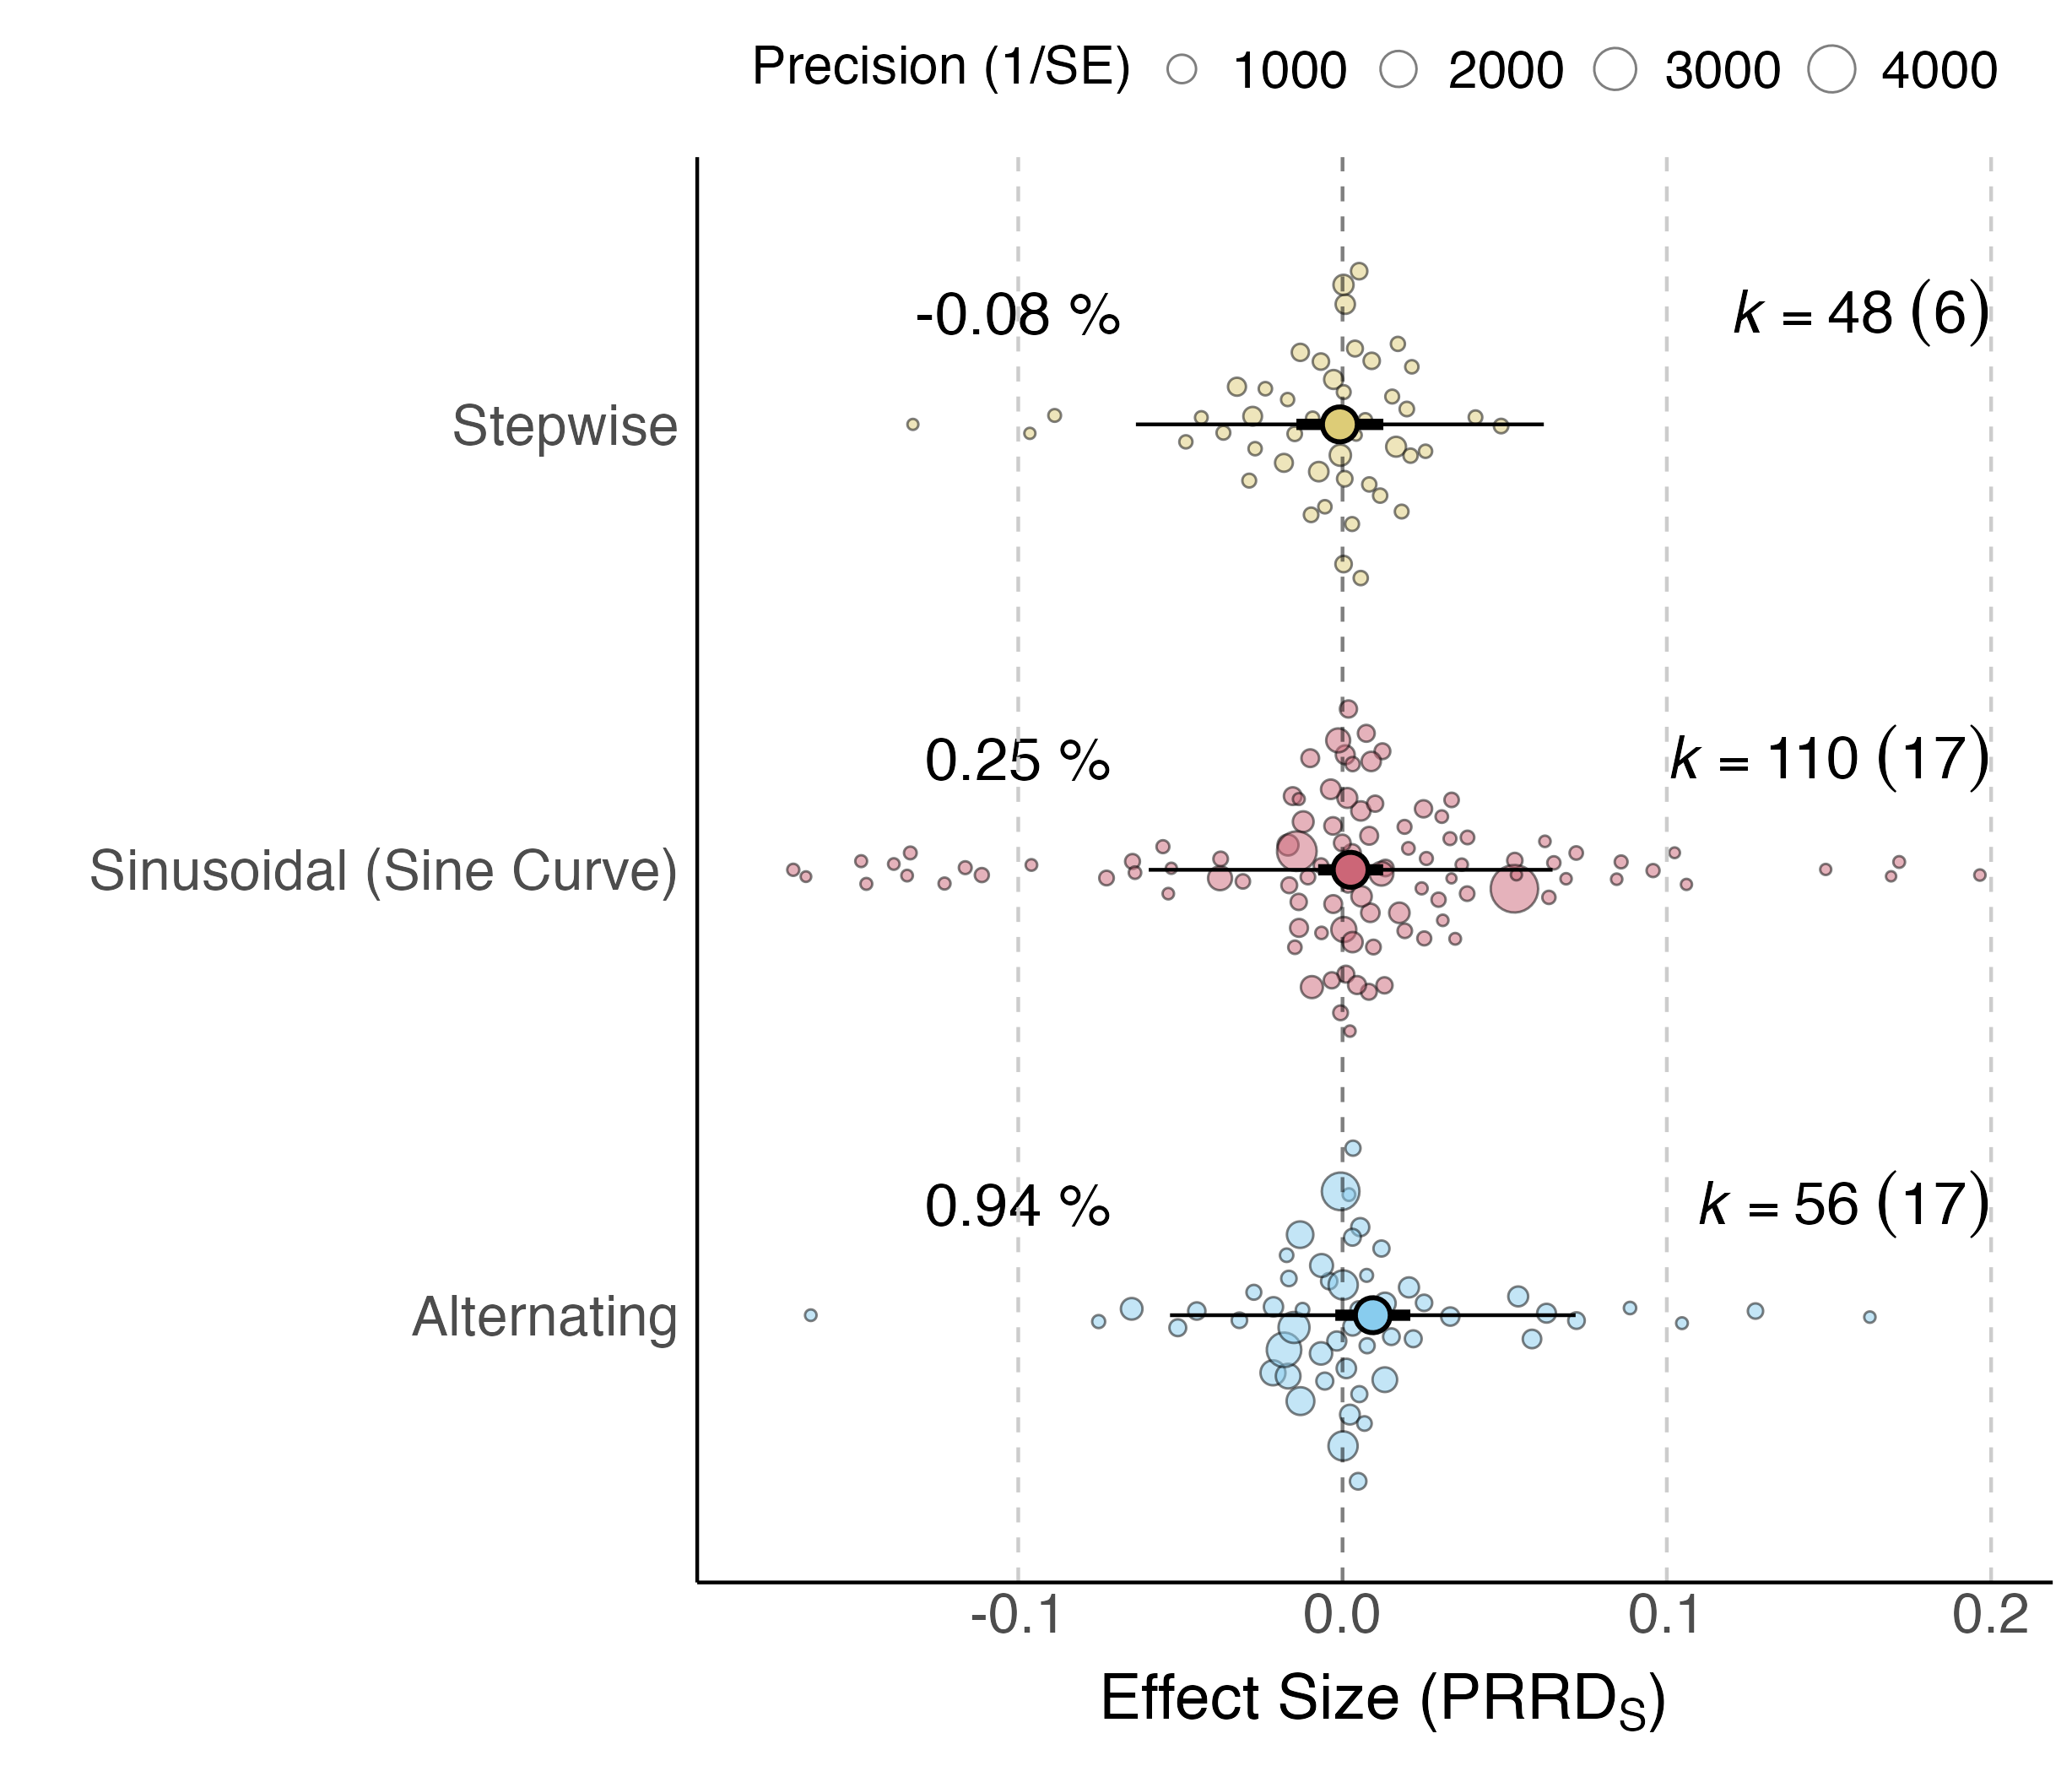 Precision (1/SE) 1000 2000 3000 4000
-0.08 % k = 48 (6)
Stepwise
0.25 % k = 110 (17)
Sinusoidal (Sine Curve)
0.94 % k = 56 (17)
Alternating
-0.1 0.0 0.1 0.2
Effect Size (PRRD_S)